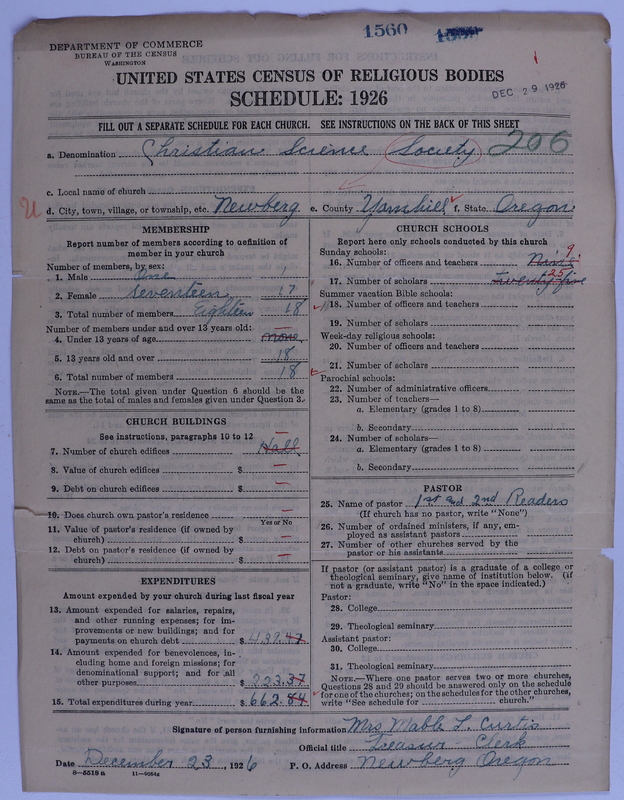 1560 1560
DEPARTMENT OF COMMERCE
BUREAU OF THE CENSUS
WASHINGTON
UNITED STATES CENSUS OF RELIGIOUS BODIES
SCHEDULE: 1926
DEC 29 1926
FILL OUT A SEPARATE SCHEDULE FOR EACH CHURCH. SEE INSTRUCTIONS ON THE BACK OF THIS SHEET
a. Denomination Christian Science Society 206
c. Local name of church
d. City, town, village, or township, etc. Newberg e. County Yamhill f. State Oregon
MEMBERSHIP
Report number of members according to definition of
member in your church
Number of members, by sex:
1. Male One 1
2. Female Seventeen 17
3. Total number of members Eighteen 18
Number of members under and over 13 years old:
4. Under 13 years of age none
5. 13 years old and over 18
6. Total number of members 18
NOTE.—The total given under Question 6 should be the
same as the total of males and females given under Question 3.
CHURCH BUILDINGS
See instructions, paragraphs 10 to 12
7. Number of church edifices Hall
8. Value of church edifices $ —
9. Debt on church edifices $ —
10. Does church own pastor's residence —
Yes or No
11. Value of pastor's residence (if owned by
church) $ —
12. Debt on pastor's residence (if owned by
church) $ —
EXPENDITURES
Amount expended by your church during last fiscal year
13. Amount expended for salaries, repairs,
and other running expenses; for im-
provements or new buildings; and for
payments on church debt $ 439.47
14. Amount expended for benevolences, in-
cluding home and foreign missions; for
denominational support; and for all
other purposes $ 223.37
15. Total expenditures during year $ 662.84
CHURCH SCHOOLS
Report here only schools conducted by this church
Sunday schools:
16. Number of officers and teachers Nine 9
17. Number of scholars Twenty five 25
Summer vacation Bible schools:
18. Number of officers and teachers
19. Number of scholars
Week-day religious schools:
20. Number of officers and teachers
21. Number of scholars
Parochial schools:
22. Number of administrative officers
23. Number of teachers—
a. Elementary (grades 1 to 8)
b. Secondary
24. Number of scholars—
a. Elementary (grades 1 to 8)
b. Secondary
PASTOR
25. Name of pastor 1st and 2nd Readers
(If church has no pastor, write "None")
26. Number of ordained ministers, if any, em-
ployed as assistant pastors
27. Number of other churches served by the
pastor or his assistants
If pastor (or assistant pastor) is a graduate of a college or
theological seminary, give name of institution below. (If
not a graduate, write "No" in the space indicated.)
Pastor:
28. College
29. Theological seminary
Assistant pastor:
30. College
31. Theological seminary
NOTE.—Where one pastor serves two or more churches,
Questions 28 and 29 should be answered only on the schedule
for one of the churches; on the schedules for the other churches,
write "See schedule for church."
Signature of person furnishing information Mrs Mable L. Curtis
Official title Clerk
Date December 23, 1926 P. O. Address Newberg Oregon
8—5518 a 11—9054a